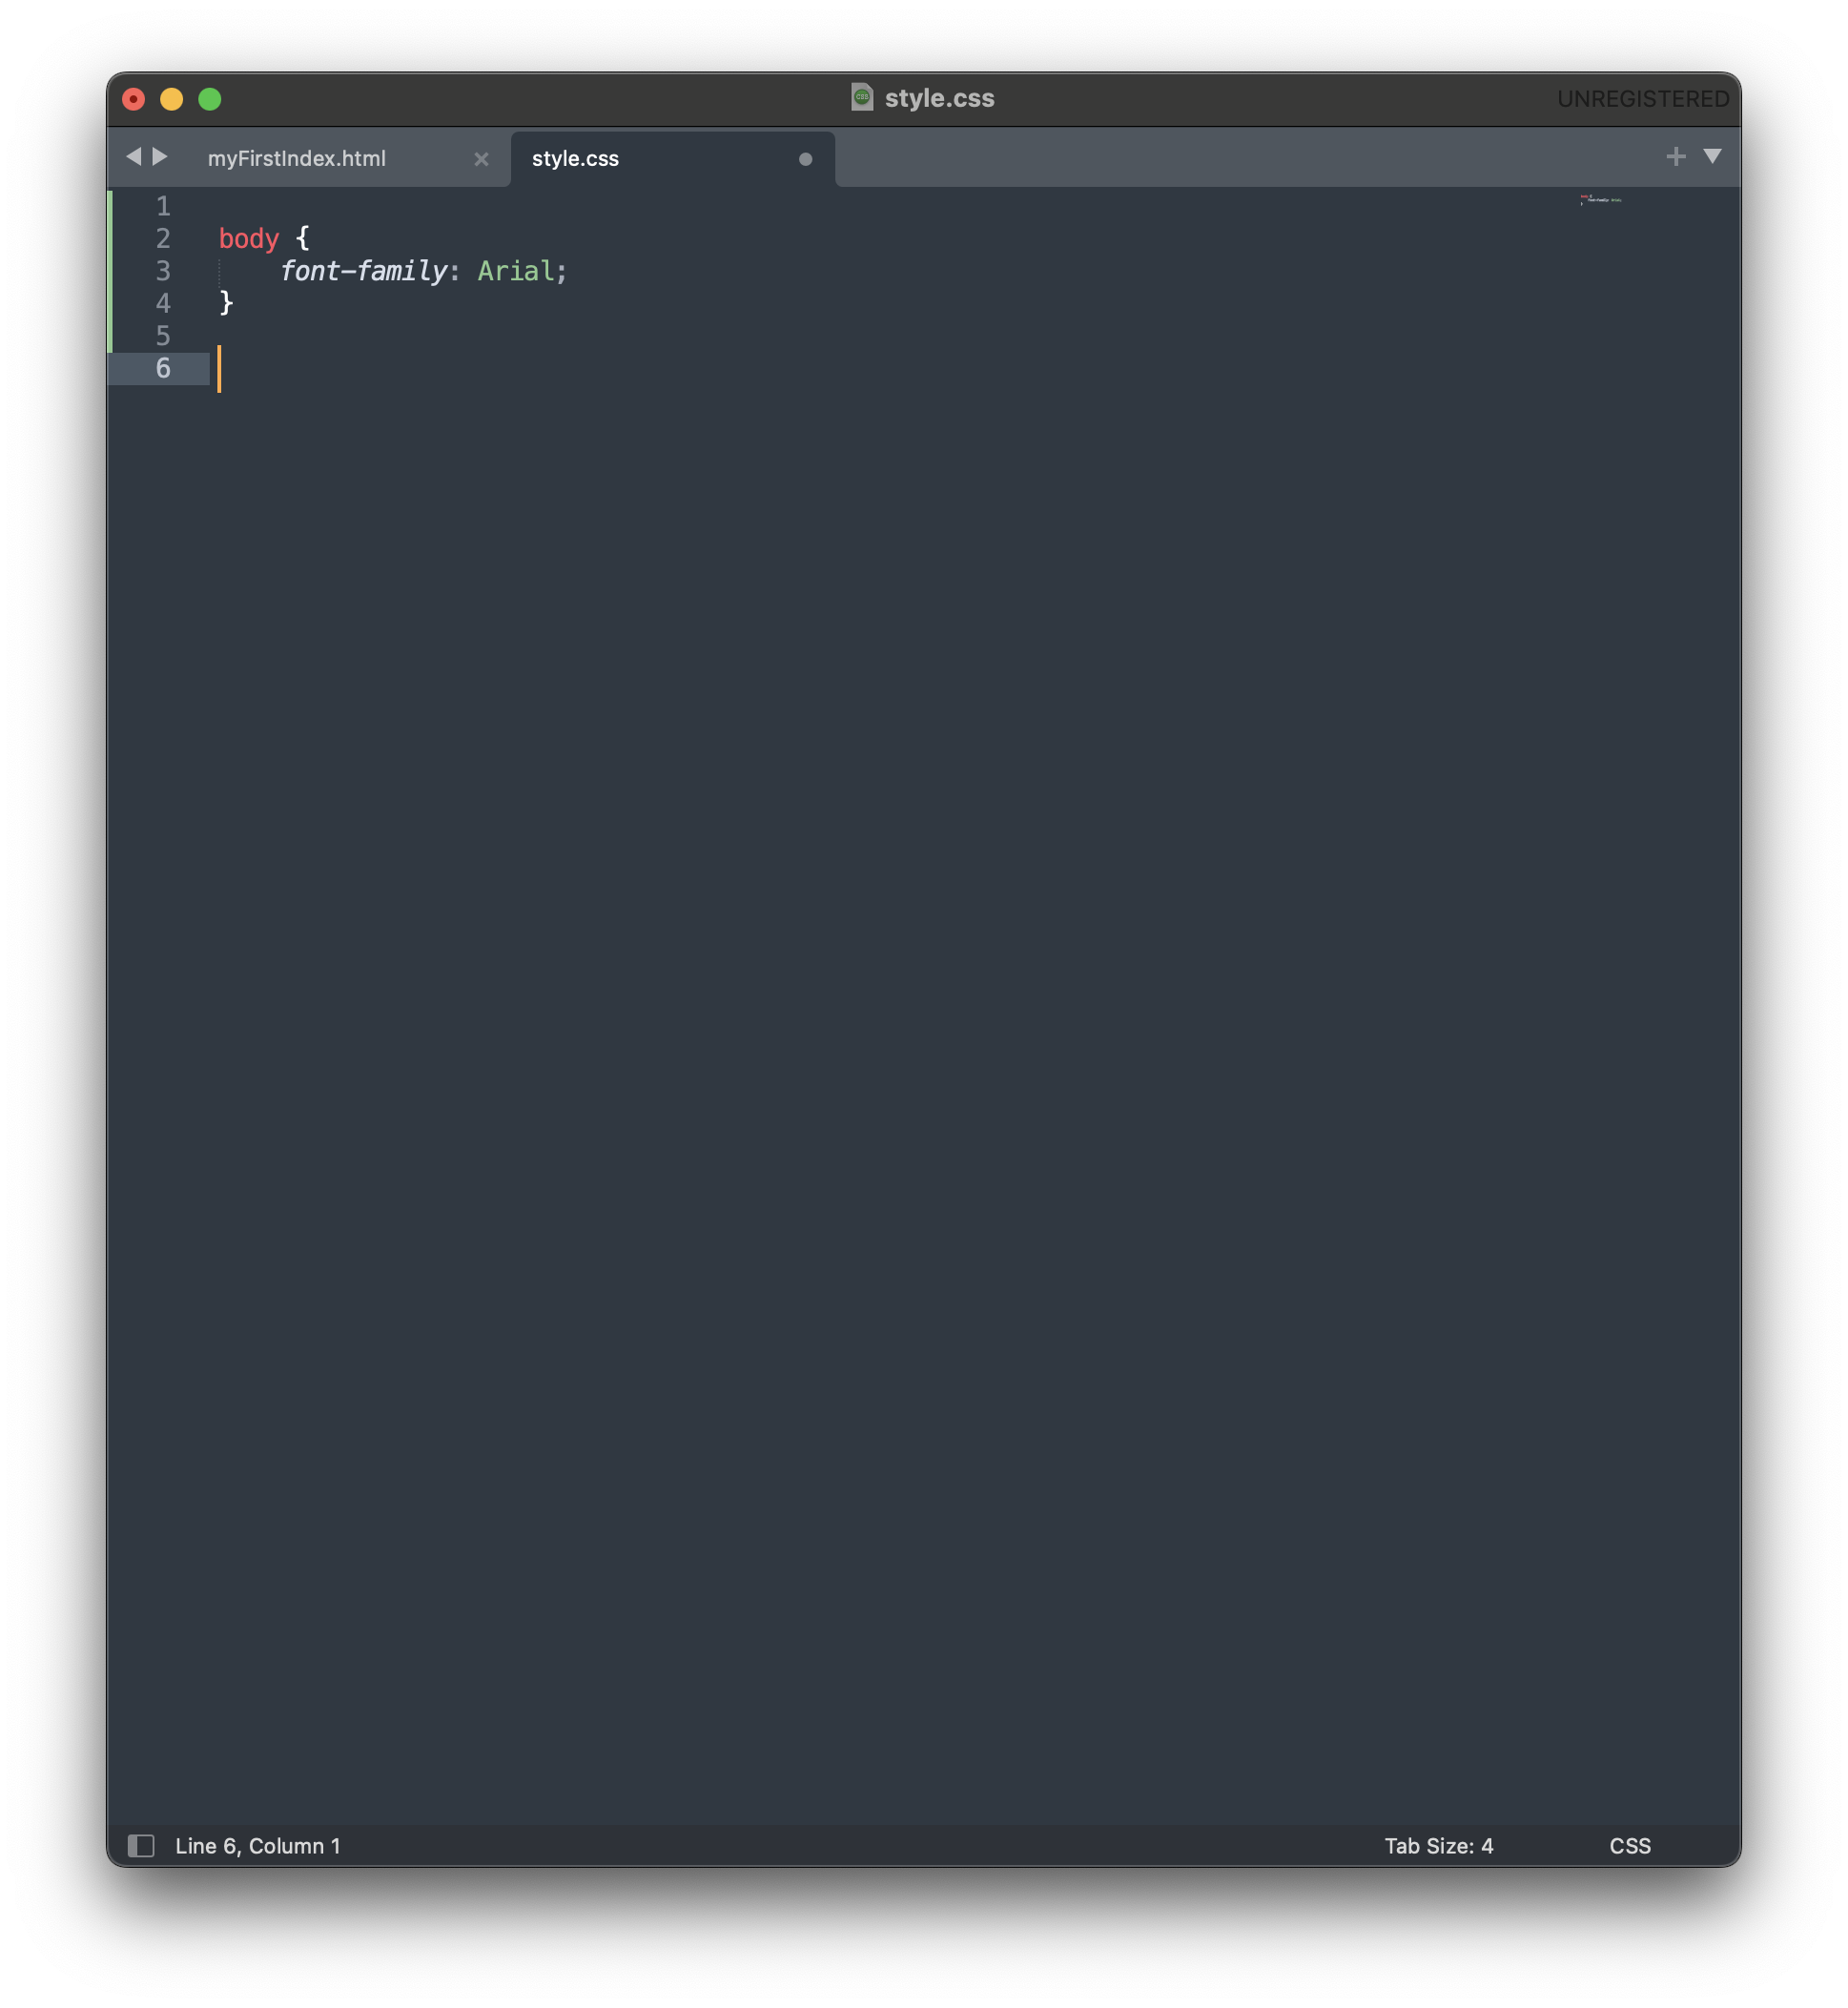 style.css
UNREGISTERED
myFirstIndex.html
style.css
1
2 body {
3 font-family: Arial;
4 }
5
6
Line 6, Column 1
Tab Size: 4
CSS